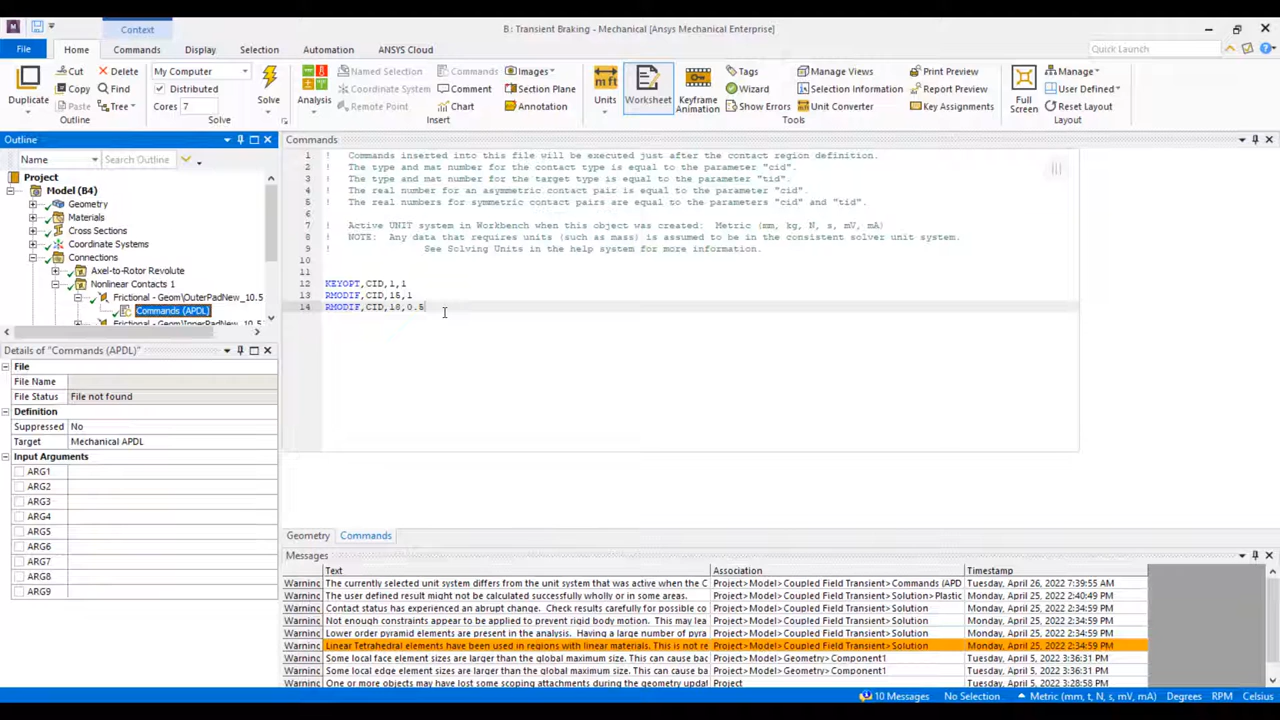 B: Transient Braking - Mechanical [Ansys Mechanical Enterprise]
Context
File Home Commands Display Selection Automation ANSYS Cloud Quick Launch
Duplicate
Cut
Copy
Paste
Delete
Find
Tree
Outline
My Computer
Distributed
Cores 7
Solve
Solve
Analysis
Named Selection
Coordinate System
Remote Point
Commands
Comment
Chart
Images
Section Plane
Annotation
Insert
Units
Worksheet
Keyframe Animation
Tags
Wizard
Show Errors
Manage Views
Selection Information
Unit Converter
Print Preview
Report Preview
Key Assignments
Tools
Full Screen
Manage
User Defined
Reset Layout
Layout
Outline
Name Search Outline
Project
Model (B4)
Geometry
Materials
Cross Sections
Coordinate Systems
Connections
Axel-to-Rotor Revolute
Nonlinear Contacts 1
Frictional - Geom\OuterPadNew_10.5
Commands (APDL)
Frictional - Geom\InnerPadNew_10.5
Details of "Commands (APDL)"
File
File Name
File Status File not found
Definition
Suppressed No
Target Mechanical APDL
Input Arguments
ARG1
ARG2
ARG3
ARG4
ARG5
ARG6
ARG7
ARG8
ARG9
Commands
1 ! Commands inserted into this file will be executed just after the contact region definition.
2 ! The type and mat number for the contact type is equal to the parameter "cid".
3 ! The type and mat number for the target type is equal to the parameter "tid".
4 ! The real number for an asymmetric contact pair is equal to the parameter "cid".
5 ! The real numbers for symmetric contact pairs are equal to the parameters "cid" and "tid".
6 !
7 ! Active UNIT system in Workbench when this object was created: Metric (mm, kg, N, s, mV, mA)
8 ! NOTE: Any data that requires units (such as mass) is assumed to be in the consistent solver unit system.
9 ! See Solving Units in the help system for more information.
10
11
12 KEYOPT,CID,1,1
13 RMODIF,CID,15,1
14 RMODIF,CID,18,0.5
Geometry Commands
Messages
Text Association Timestamp
Warning The currently selected unit system differs from the unit system that was active when the C Project>Model>Coupled Field Transient>Commands (APD Tuesday, April 26, 2022 7:39:55 AM
Warning The user defined result might not be calculated successfully wholly or in some areas. Project>Model>Coupled Field Transient>Solution>Plastic Monday, April 25, 2022 2:40:49 PM
Warning Contact status has experienced an abrupt change. Check results carefully for possible co Project>Model>Coupled Field Transient>Solution Monday, April 25, 2022 2:34:59 PM
Warning Not enough constraints appear to be applied to prevent rigid body motion. This may lea Project>Model>Coupled Field Transient>Solution Monday, April 25, 2022 2:34:59 PM
Warning Lower order pyramid elements are present in the analysis. Having a large number of pyra Project>Model>Coupled Field Transient>Solution Monday, April 25, 2022 2:34:59 PM
Warning Linear Tetrahedral elements have been used in regions with linear materials. This is not re Project>Model>Coupled Field Transient>Solution Monday, April 25, 2022 2:34:59 PM
Warning Some local face element sizes are larger than the global maximum size. This can cause bac Project>Model>Geometry>Component1 Tuesday, April 5, 2022 3:36:31 PM
Warning Some local edge element sizes are larger than the global maximum size. This can cause ba Project>Model>Geometry>Component1 Tuesday, April 5, 2022 3:36:31 PM
Warning One or more objects may have lost some scoping attachments during the geometry updat Project Tuesday, April 5, 2022 3:28:58 PM
10 Messages No Selection Metric (mm, t, N, s, mV, mA) Degrees RPM Celsius